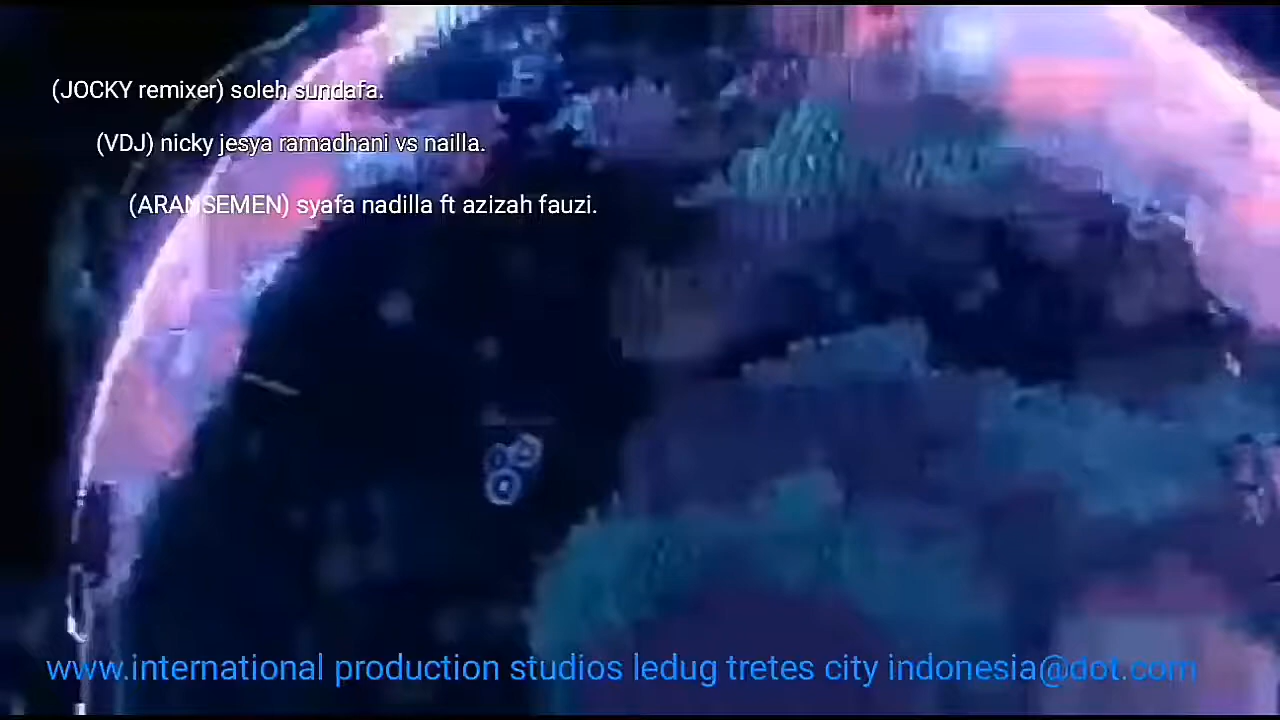 (JOCKY remixer) soleh sundafa.
(VDJ) nicky jesya ramadhani vs nailla.
(ARANSEMEN) syafa nadilla ft azizah fauzi.
www.international production studios ledug tretes city indonesia@dot.com